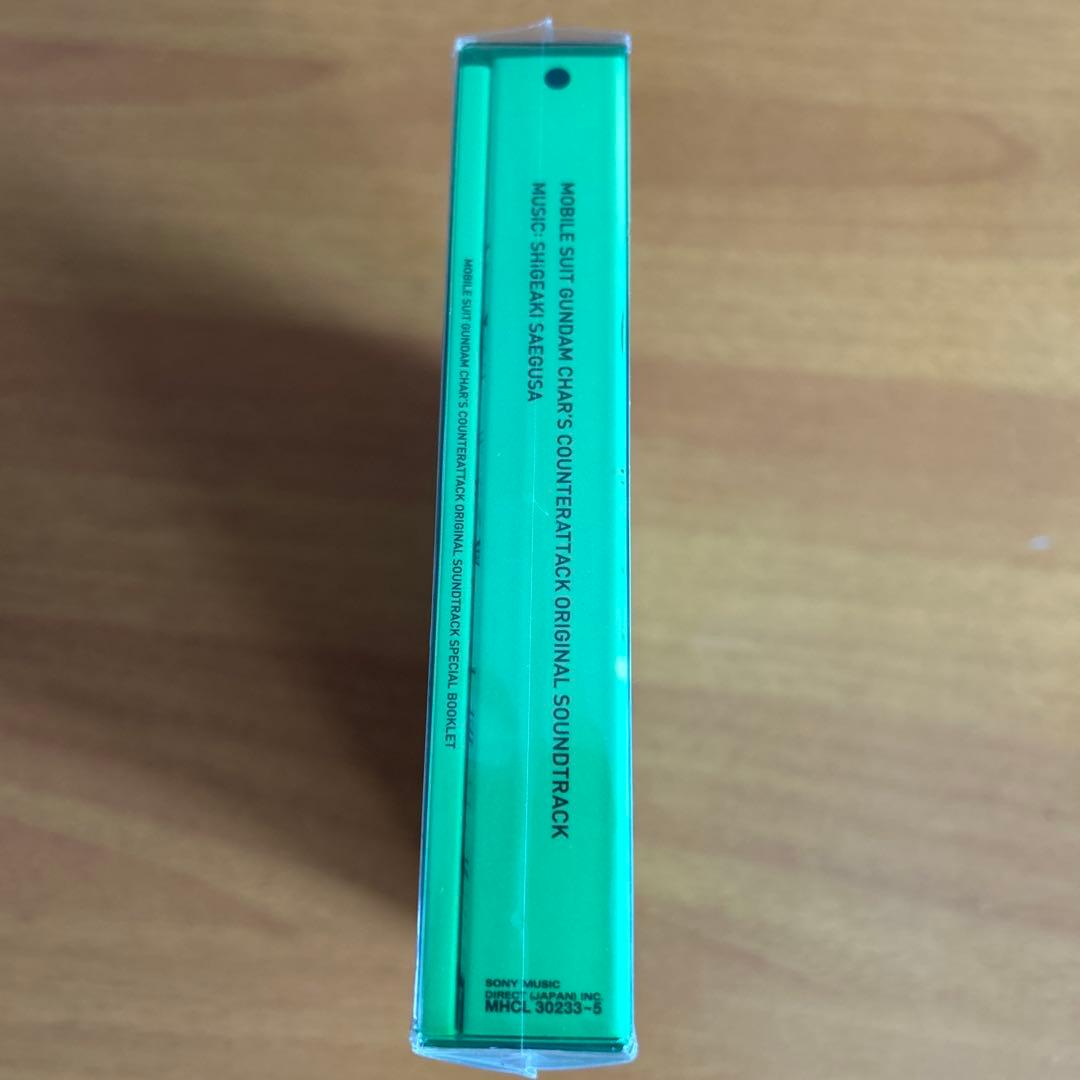 MOBILE SUIT GUNDAM CHAR'S COUNTERATTACK ORIGINAL SOUNDTRACK
MUSIC: SHiGEAKI SAEGUSA
MOBILE SUIT GUNDAM CHAR'S COUNTERATTACK ORIGINAL SOUNDTRACK SPECIAL BOOKLET
SONY MUSIC
DIRECT (JAPAN) INC.
MHCL 30233~5